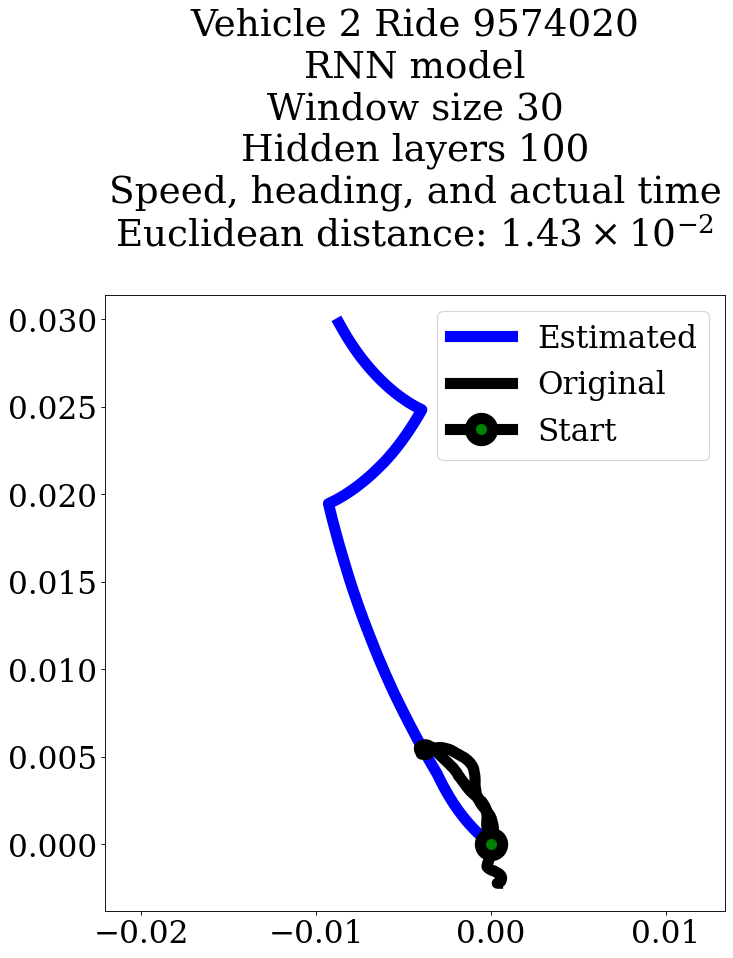 Vehicle 2 Ride 9574020
RNN model
Window size 30
Hidden layers 100
Speed, heading, and actual time
Euclidean distance: 1.43 × 10⁻²
Estimated
Original
Start
0.030
0.025
0.020
0.015
0.010
0.005
0.000
−0.02
−0.01
0.00
0.01